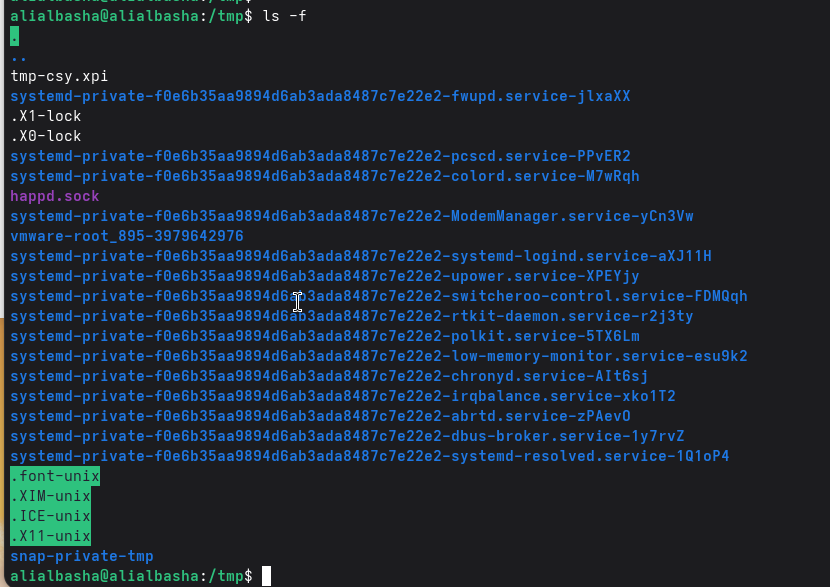 alialbasha@alialbasha:/tmp$ ls -f
.
..
tmp-csy.xpi
systemd-private-f0e6b35aa9894d6ab3ada8487c7e22e2-fwupd.service-jlxaXX
.X1-lock
.X0-lock
systemd-private-f0e6b35aa9894d6ab3ada8487c7e22e2-pcscd.service-PPvER2
systemd-private-f0e6b35aa9894d6ab3ada8487c7e22e2-colord.service-M7wRqh
happd.sock
systemd-private-f0e6b35aa9894d6ab3ada8487c7e22e2-ModemManager.service-yCn3Vw
vmware-root_895-3979642976
systemd-private-f0e6b35aa9894d6ab3ada8487c7e22e2-systemd-logind.service-aXJ11H
systemd-private-f0e6b35aa9894d6ab3ada8487c7e22e2-upower.service-XPEYjy
systemd-private-f0e6b35aa9894d6ab3ada8487c7e22e2-switcheroo-control.service-FDMQqh
systemd-private-f0e6b35aa9894d6ab3ada8487c7e22e2-rtkit-daemon.service-r2j3ty
systemd-private-f0e6b35aa9894d6ab3ada8487c7e22e2-polkit.service-5TX6Lm
systemd-private-f0e6b35aa9894d6ab3ada8487c7e22e2-low-memory-monitor.service-esu9k2
systemd-private-f0e6b35aa9894d6ab3ada8487c7e22e2-chronyd.service-AIt6sj
systemd-private-f0e6b35aa9894d6ab3ada8487c7e22e2-irqbalance.service-xko1T2
systemd-private-f0e6b35aa9894d6ab3ada8487c7e22e2-abrtd.service-zPAevO
systemd-private-f0e6b35aa9894d6ab3ada8487c7e22e2-dbus-broker.service-1y7rvZ
systemd-private-f0e6b35aa9894d6ab3ada8487c7e22e2-systemd-resolved.service-1Q1oP4
.font-unix
.XIM-unix
.ICE-unix
.X11-unix
snap-private-tmp
alialbasha@alialbasha:/tmp$